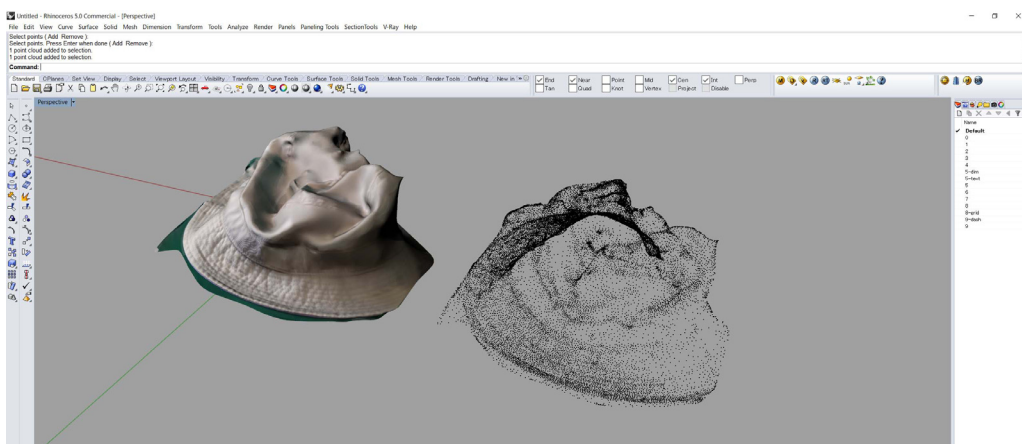 Untitled - Rhinoceros 5.0 Commercial - [Perspective]
File Edit View Curve Surface Solid Mesh Dimension Transform Tools Analyze Render Panels Paneling Tools SectionTools V-Ray Help
Select points ( Add Remove ):
Select points. Press Enter when done ( Add Remove ):
1 point cloud added to selection.
1 point cloud added to selection.
Command:
Standard CPlanes Set View Display Select Viewport Layout Visibility Transform Curve Tools Surface Tools Solid Tools Mesh Tools Render Tools Drafting New in
End Near Point Mid Cen Int Perp
Tan Quad Knot Vertex Project Disable
Perspective
Name
Default
0
1
2
3
4
5-dim
5-text
5
6
7
8
8-grid
9-dash
9